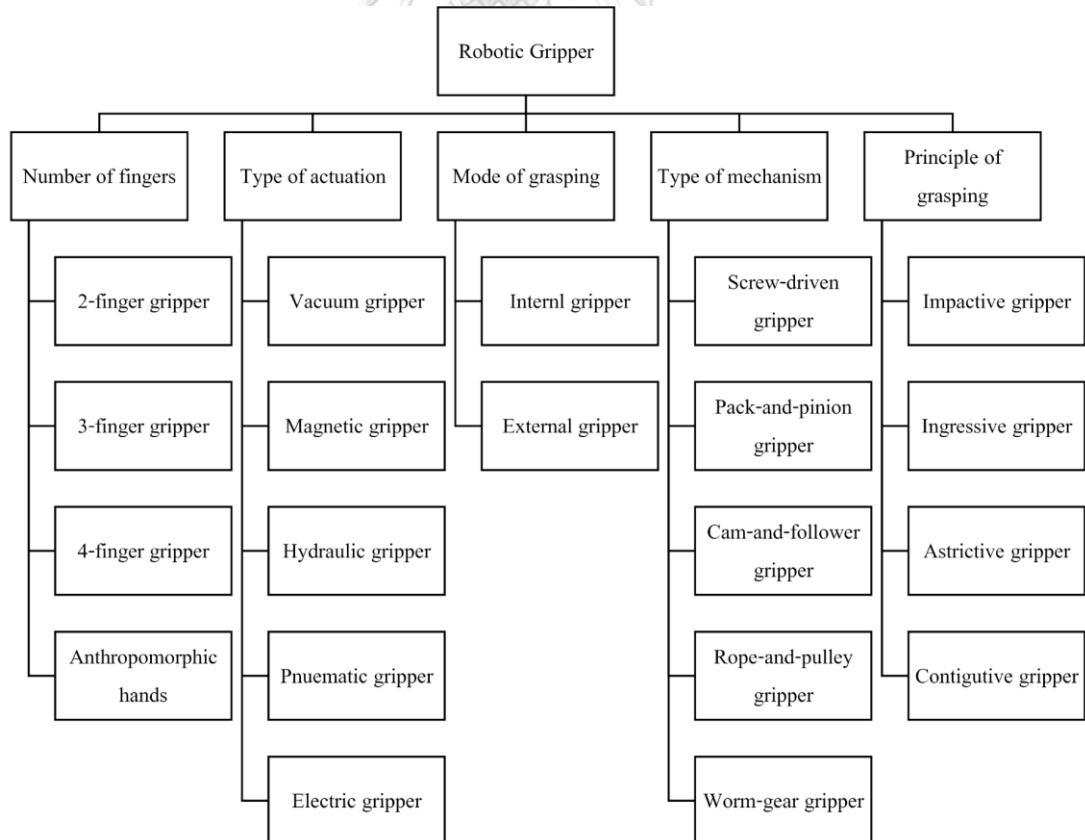 Robotic Gripper
Number of fingers
Type of actuation
Mode of grasping
Type of mechanism
Principle of
grasping
2-finger gripper
3-finger gripper
4-finger gripper
Anthropomorphic
hands
Vacuum gripper
Magnetic gripper
Hydraulic gripper
Pnuematic gripper
Electric gripper
Internl gripper
External gripper
Screw-driven
gripper
Pack-and-pinion
gripper
Cam-and-follower
gripper
Rope-and-pulley
gripper
Worm-gear gripper
Impactive gripper
Ingressive gripper
Astrictive gripper
Contigutive gripper